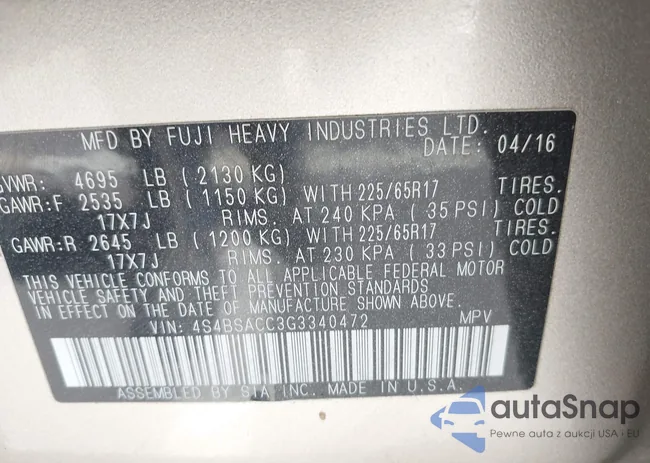 MFD BY FUJI HEAVY INDUSTRIES LTD.
DATE: 04/16
GVWR: 4695 LB ( 2130 KG)
GAWR:F 2535 LB ( 1150 KG) WITH 225/65R17 TIRES.
17X7J RIMS. AT 240 KPA ( 35 PSI) COLD
GAWR:R 2645 LB ( 1200 KG) WITH 225/65R17 TIRES.
17X7J RIMS. AT 230 KPA ( 33 PSI) COLD
THIS VEHICLE CONFORMS TO ALL APPLICABLE FEDERAL MOTOR
VEHICLE SAFETY AND THEFT PREVENTION STANDARDS
IN EFFECT ON THE DATE OF MANUFACTURE SHOWN ABOVE.
VIN: 4S4BSACC3G3340472 MPV
ASSEMBLED BY SIA INC. MADE IN U.S.A.
autaSnap
Pewne auta z aukcji USA i EU